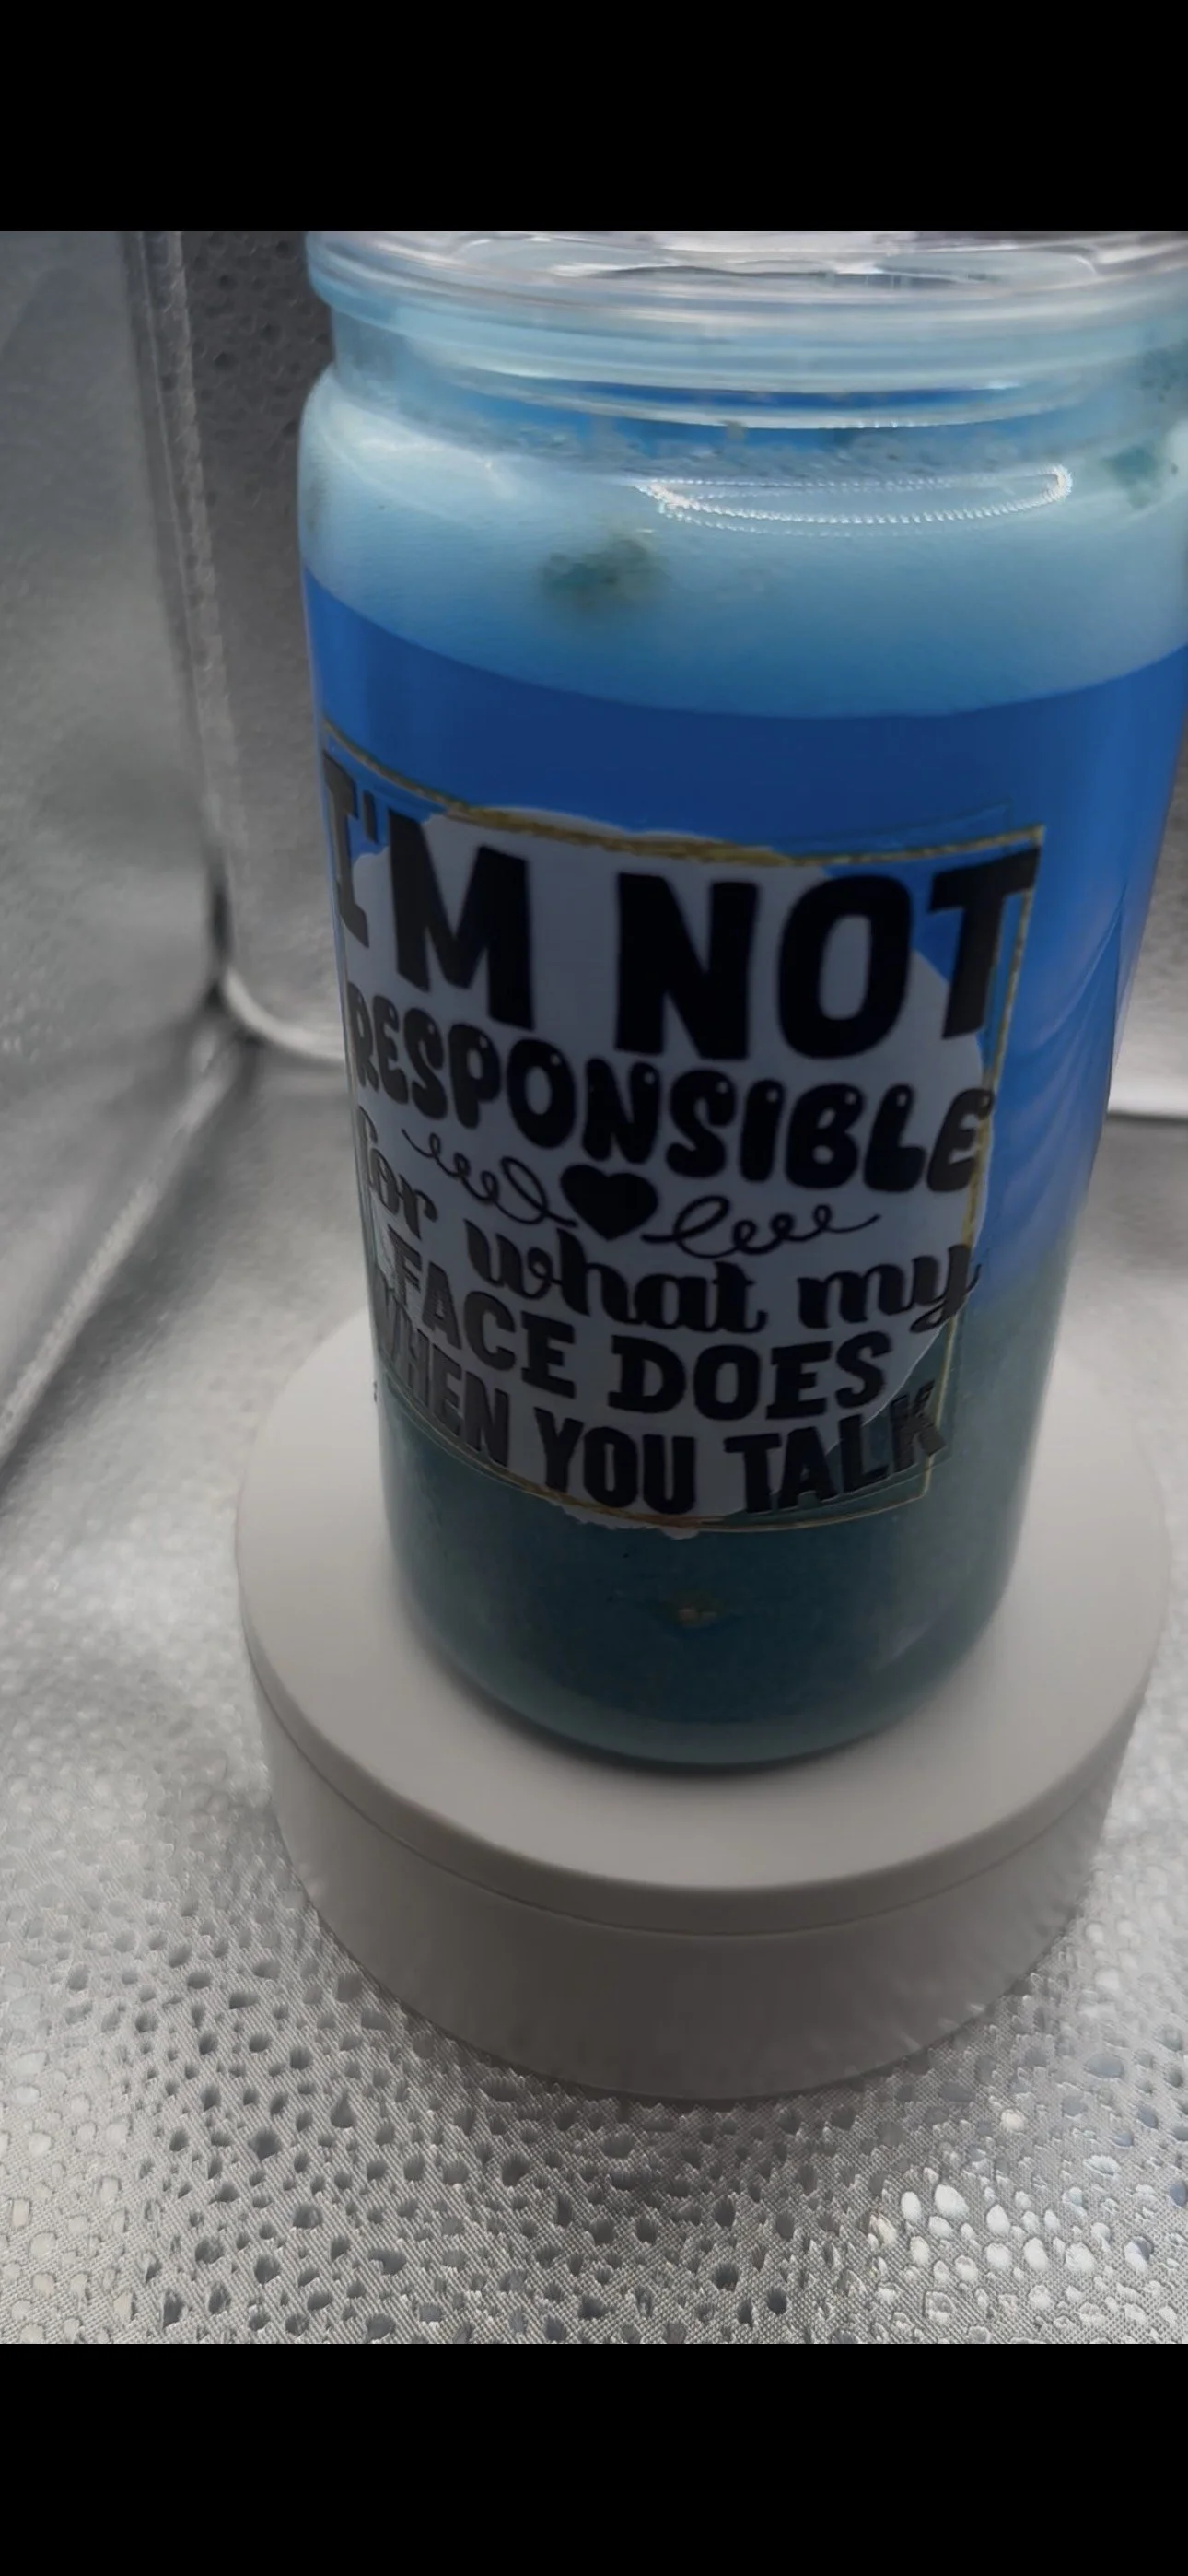 I'M NOT
RESPONSIBLE
for what my
FACE DOES
WHEN YOU TALK